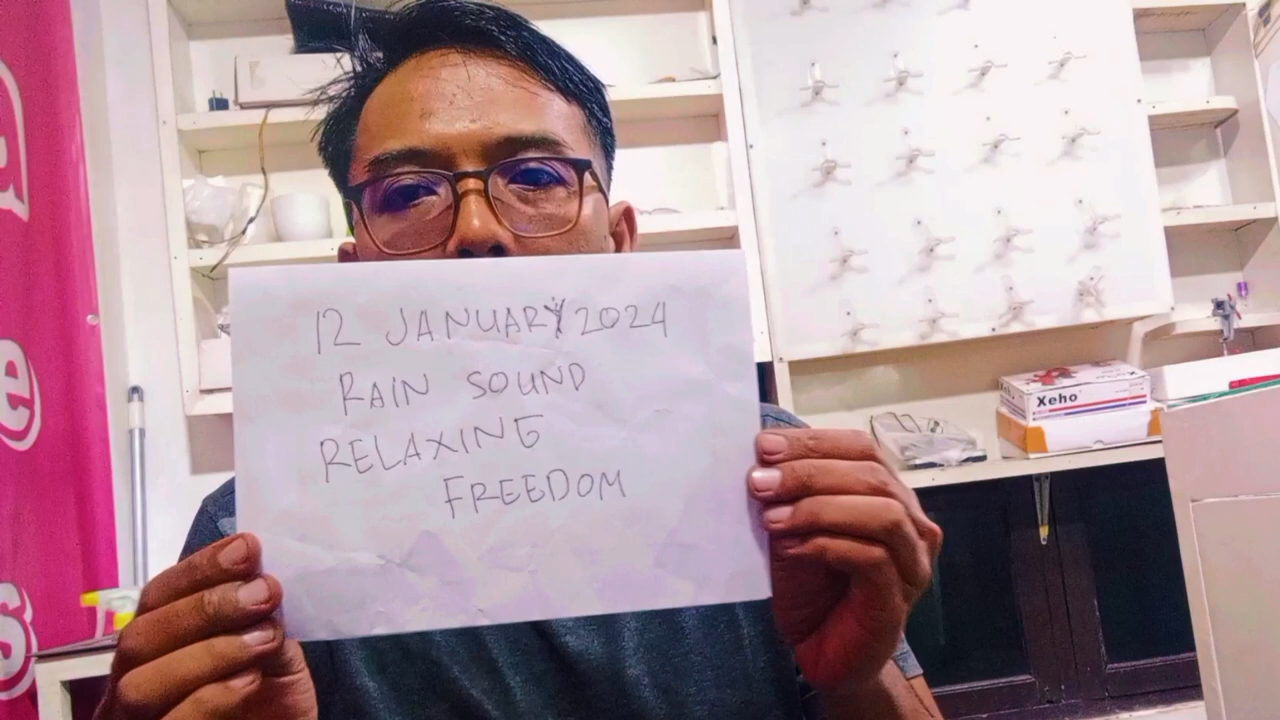 12 JANUARY 2024
RAIN SOUND
RELAXING
FREEDOM
Xeho
a
e
s